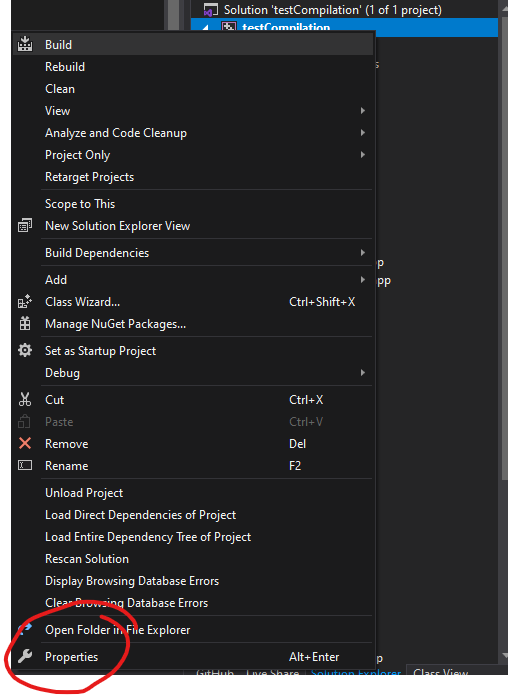 Solution 'testCompilation' (1 of 1 project)
testCompilation
Build
Rebuild
Clean
View
Analyze and Code Cleanup
Project Only
Retarget Projects
Scope to This
New Solution Explorer View
Build Dependencies
Add
Class Wizard... Ctrl+Shift+X
Manage NuGet Packages...
Set as Startup Project
Debug
Cut Ctrl+X
Paste Ctrl+V
Remove Del
Rename F2
Unload Project
Load Direct Dependencies of Project
Load Entire Dependency Tree of Project
Rescan Solution
Display Browsing Database Errors
Clear Browsing Database Errors
Open Folder in File Explorer
Properties Alt+Enter
GitHub Live Share Solution Explorer Class View